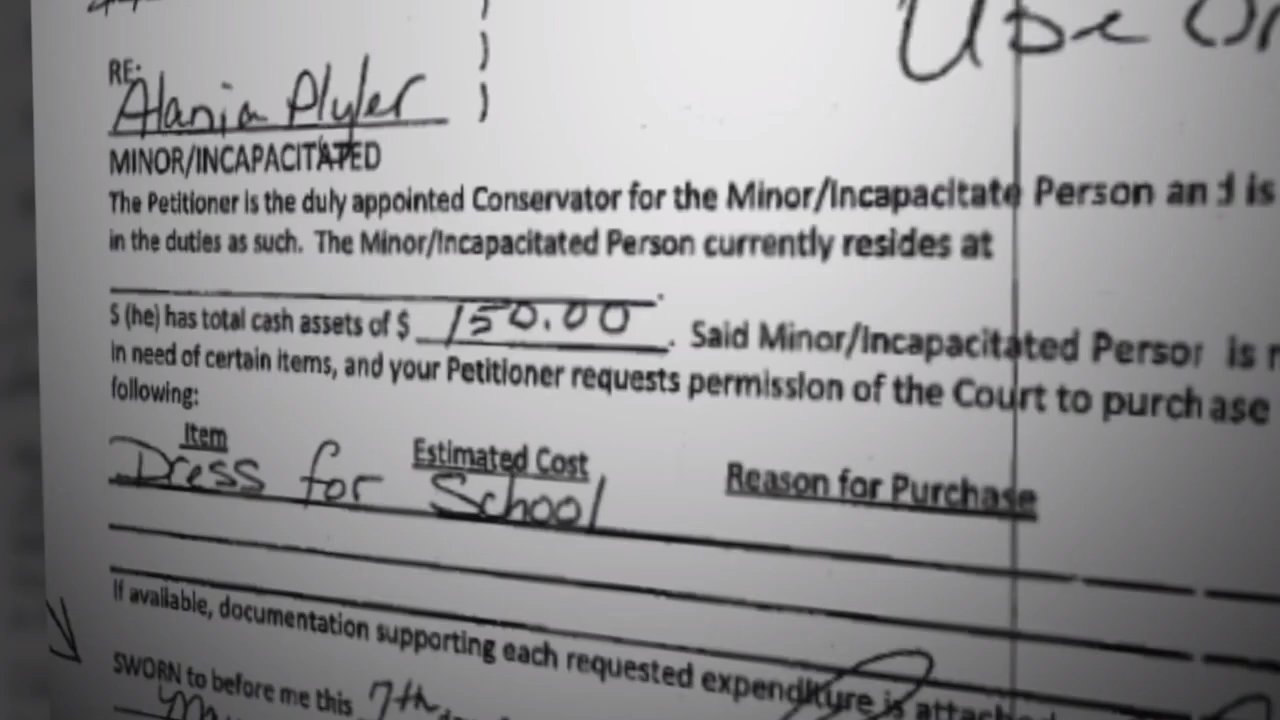 Use
RE:
Alania Plyler
)
)
MINOR/INCAPACITATED
The Petitioner is the duly appointed Conservator for the Minor/Incapacitate Person and is
in the duties as such. The Minor/Incapacitated Person currently resides at
$ (he) has total cash assets of $ 150.00. Said Minor/Incapacitated Person is
in need of certain items, and your Petitioner requests permission of the Court to purchase
following:
Item Estimated Cost Reason for Purchase
Dress for School
If available, documentation supporting each requested expenditure is attached
SWORN to before me this 7th